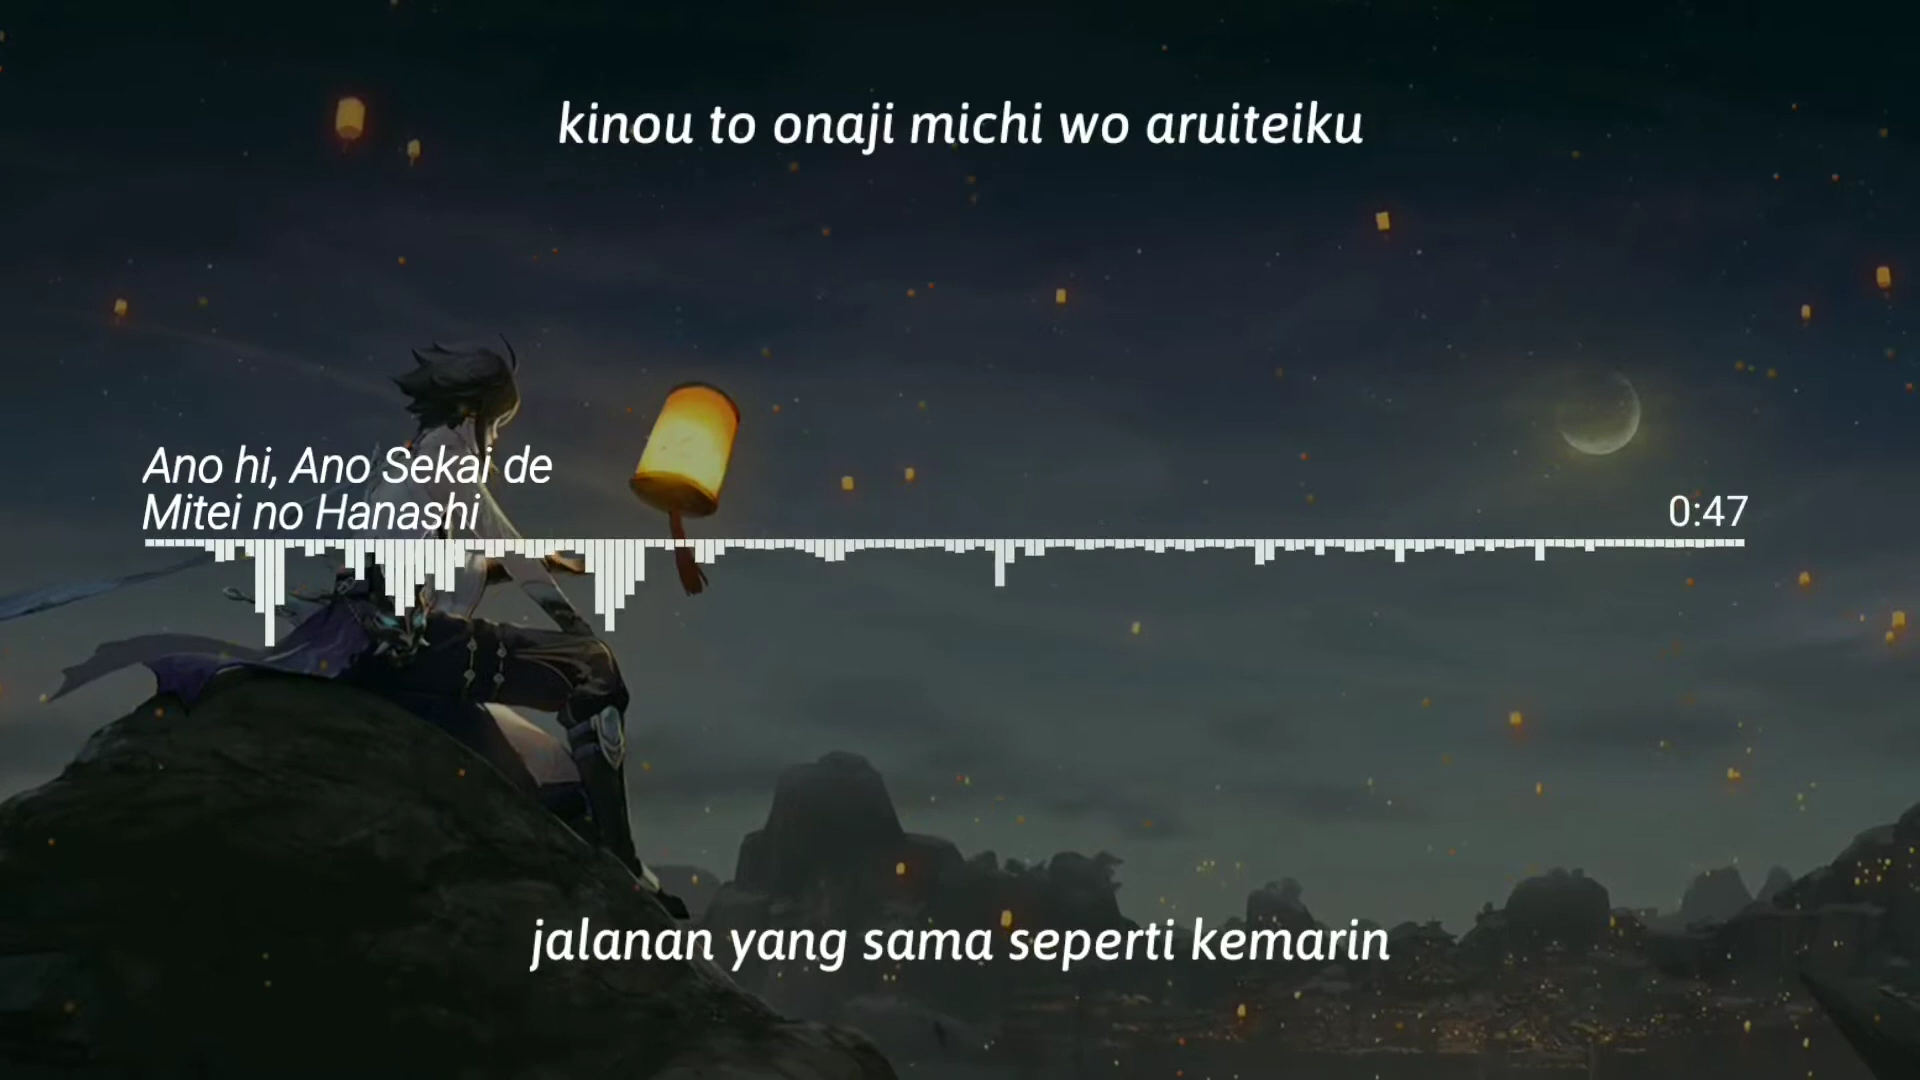 kinou to onaji michi wo aruiteiku
Ano hi, Ano Sekai de
Mitei no Hanashi
0:47
jalanan yang sama seperti kemarin